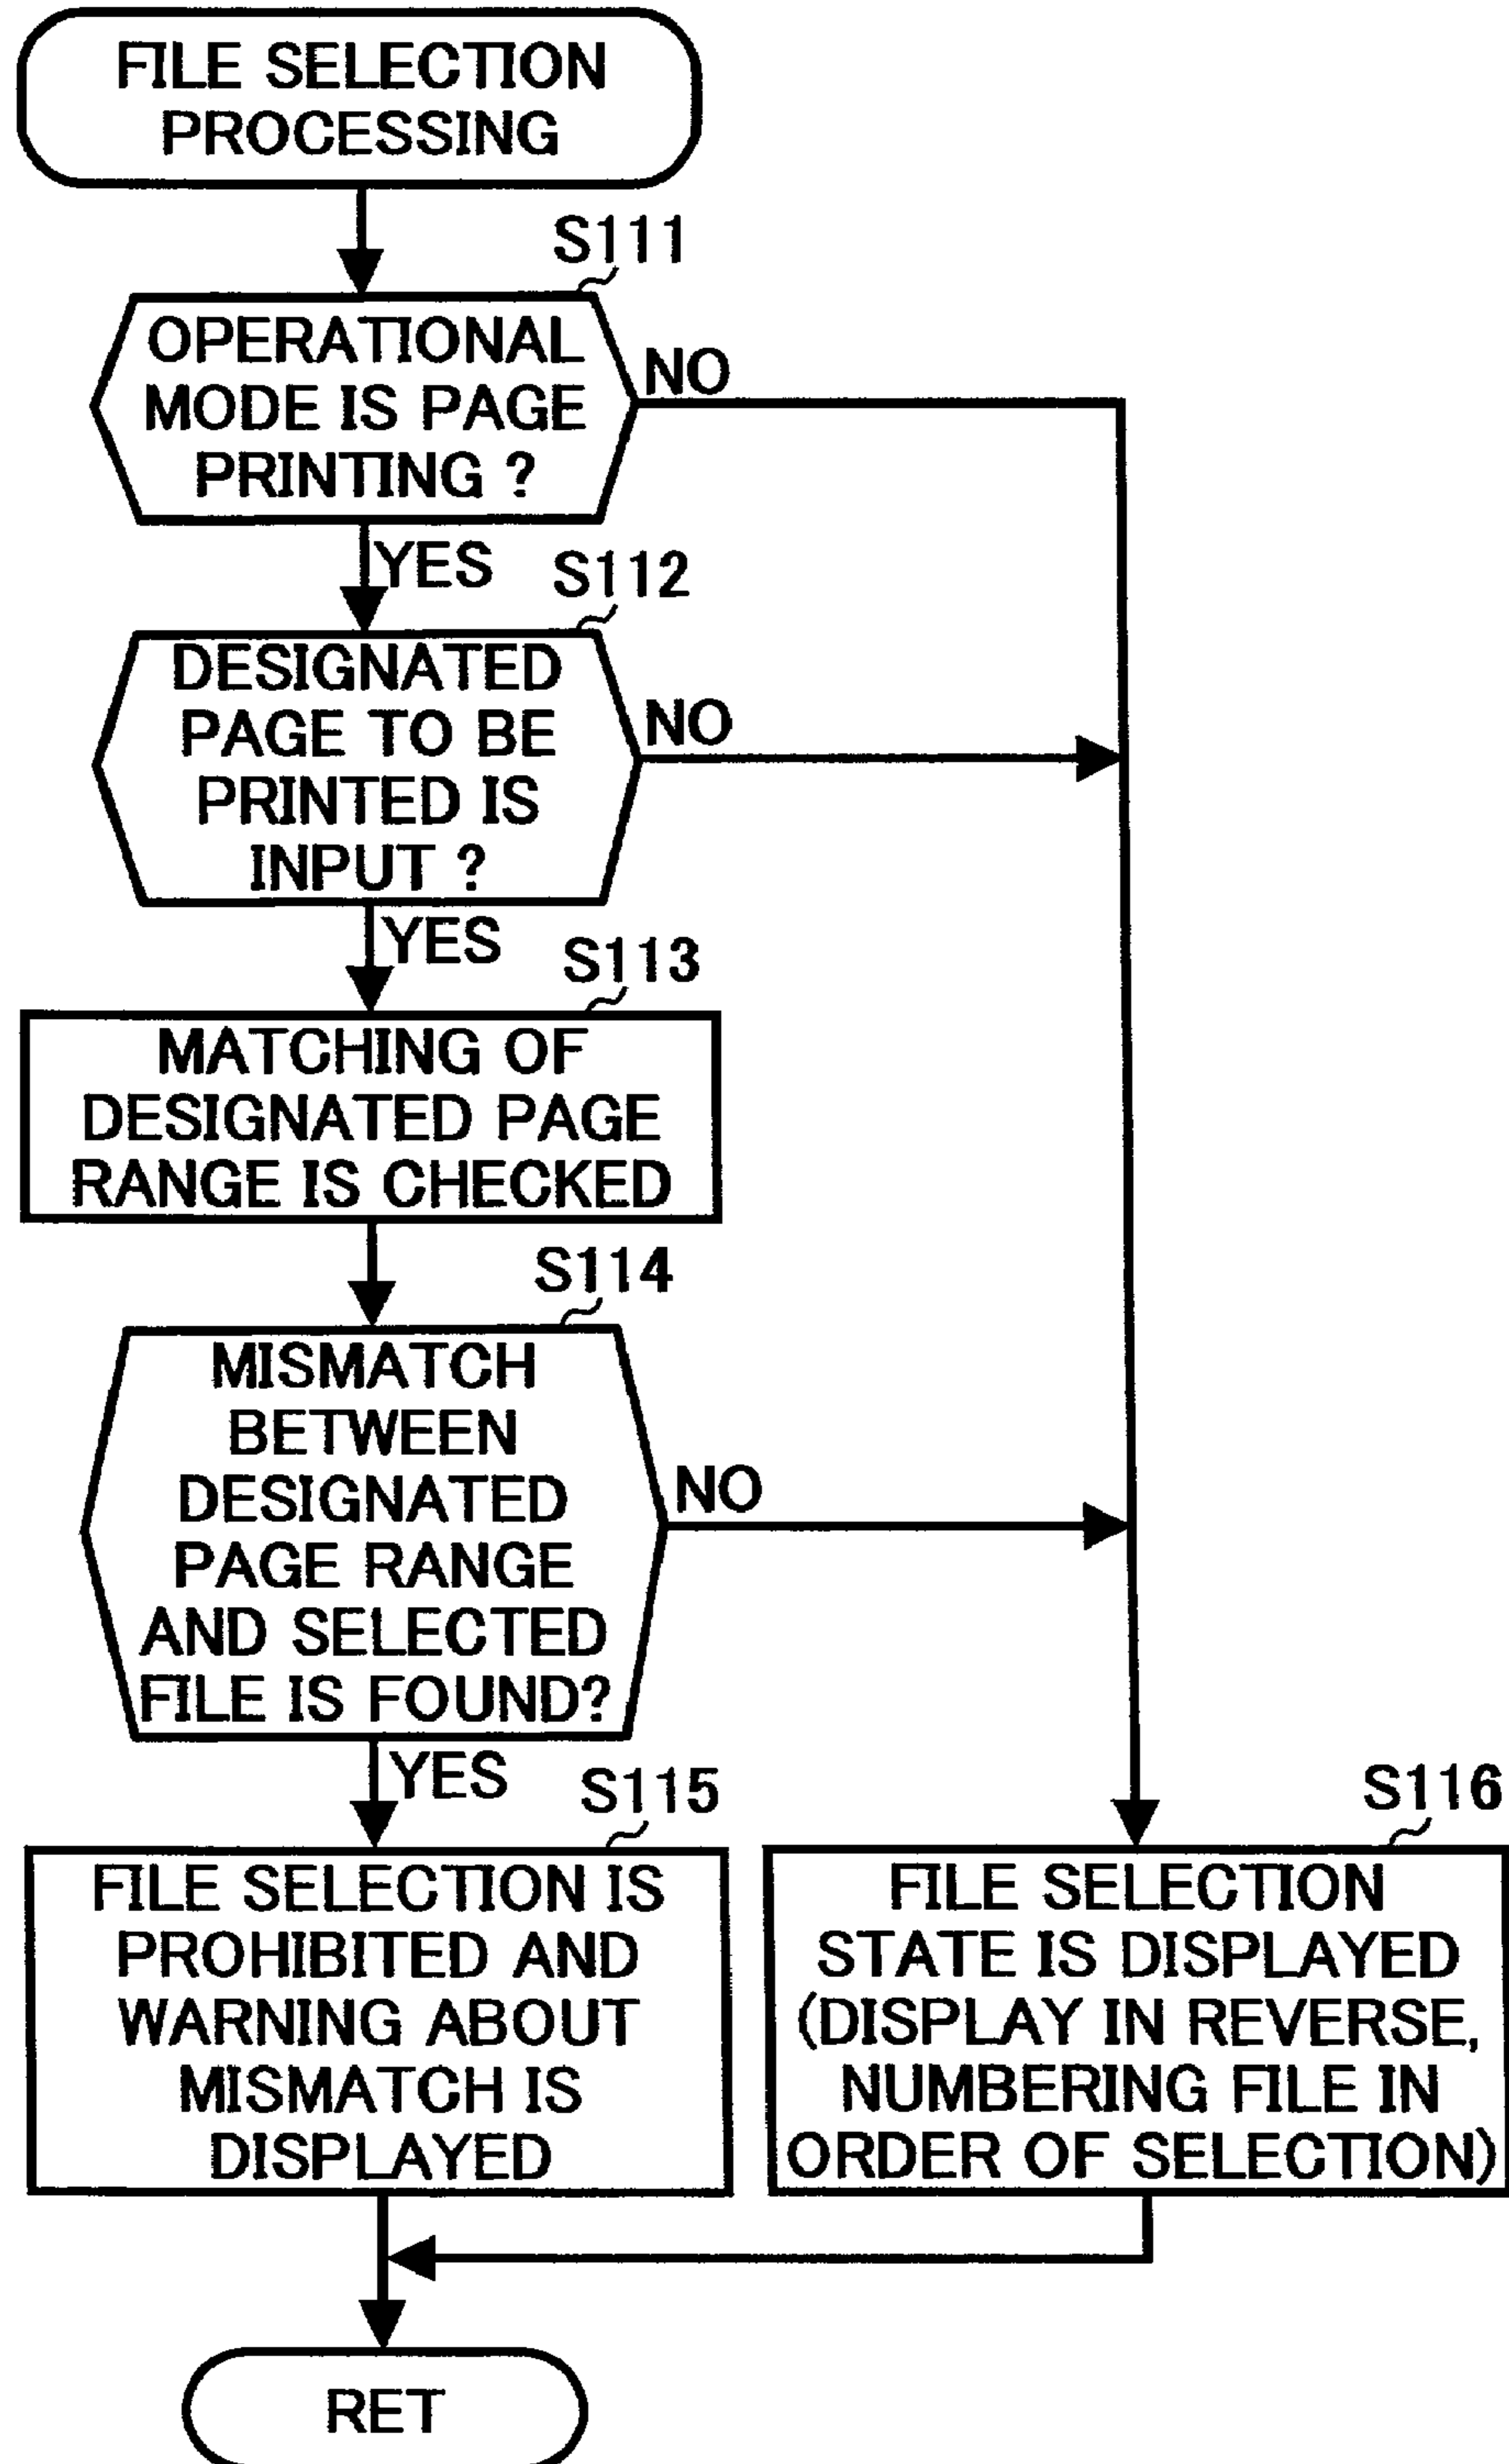 FILE SELECTION
PROCESSING
S111
OPERATIONAL
MODE IS PAGE
PRINTING ?
NO
YES
S112
DESIGNATED
PAGE TO BE
PRINTED IS
INPUT ?
NO
YES
S113
MATCHING OF
DESIGNATED PAGE
RANGE IS CHECKED
S114
MISMATCH
BETWEEN
DESIGNATED
PAGE RANGE
AND SELECTED
FILE IS FOUND?
NO
YES
S115
FILE SELECTION IS
PROHIBITED AND
WARNING ABOUT
MISMATCH IS
DISPLAYED
S116
FILE SELECTION
STATE IS DISPLAYED
(DISPLAY IN REVERSE,
NUMBERING FILE IN
ORDER OF SELECTION)
RET